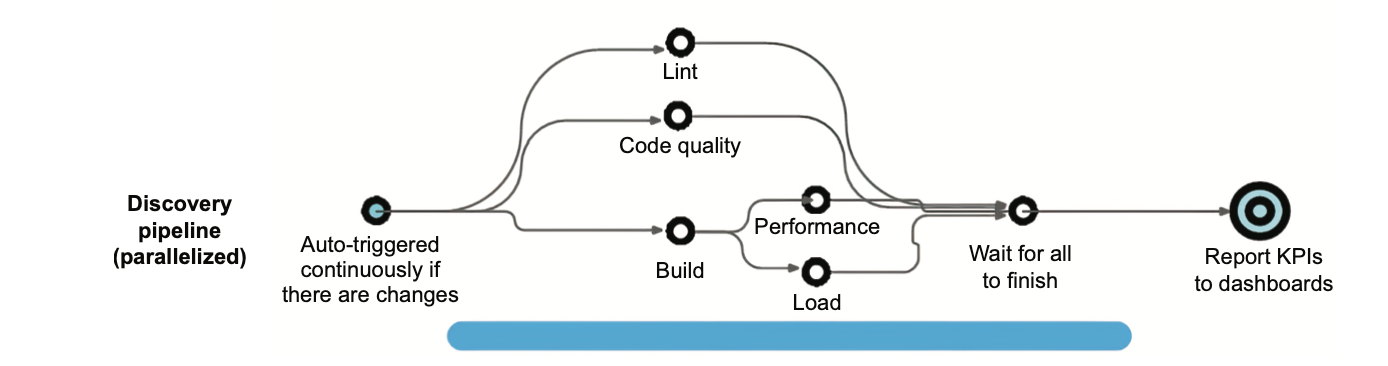 Lint
Code quality
Discovery
pipeline
(parallelized)
Auto-triggered
continuously if
there are changes
Build
Performance
Load
Wait for all
to finish
Report KPIs
to dashboards